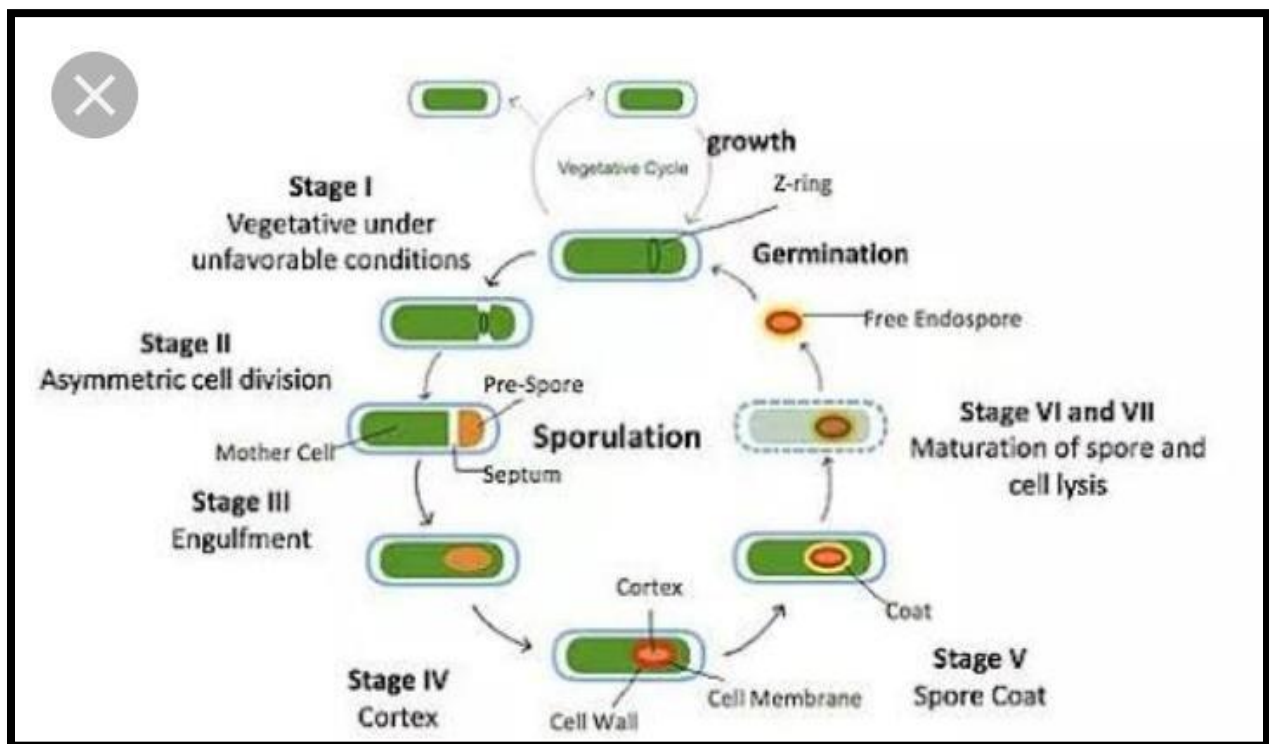 growth
Vegetative Cycle
Z-ring
Stage I
Vegetative under
unfavorable conditions
Germination
Free Endospore
Stage II
Asymmetric cell division
Pre-Spore
Mother Cell
Sporulation
Septum
Stage VI and VII
Maturation of spore and
cell lysis
Stage III
Engulfment
Cortex
Coat
Stage IV
Cortex
Cell Wall
Cell Membrane
Stage V
Spore Coat